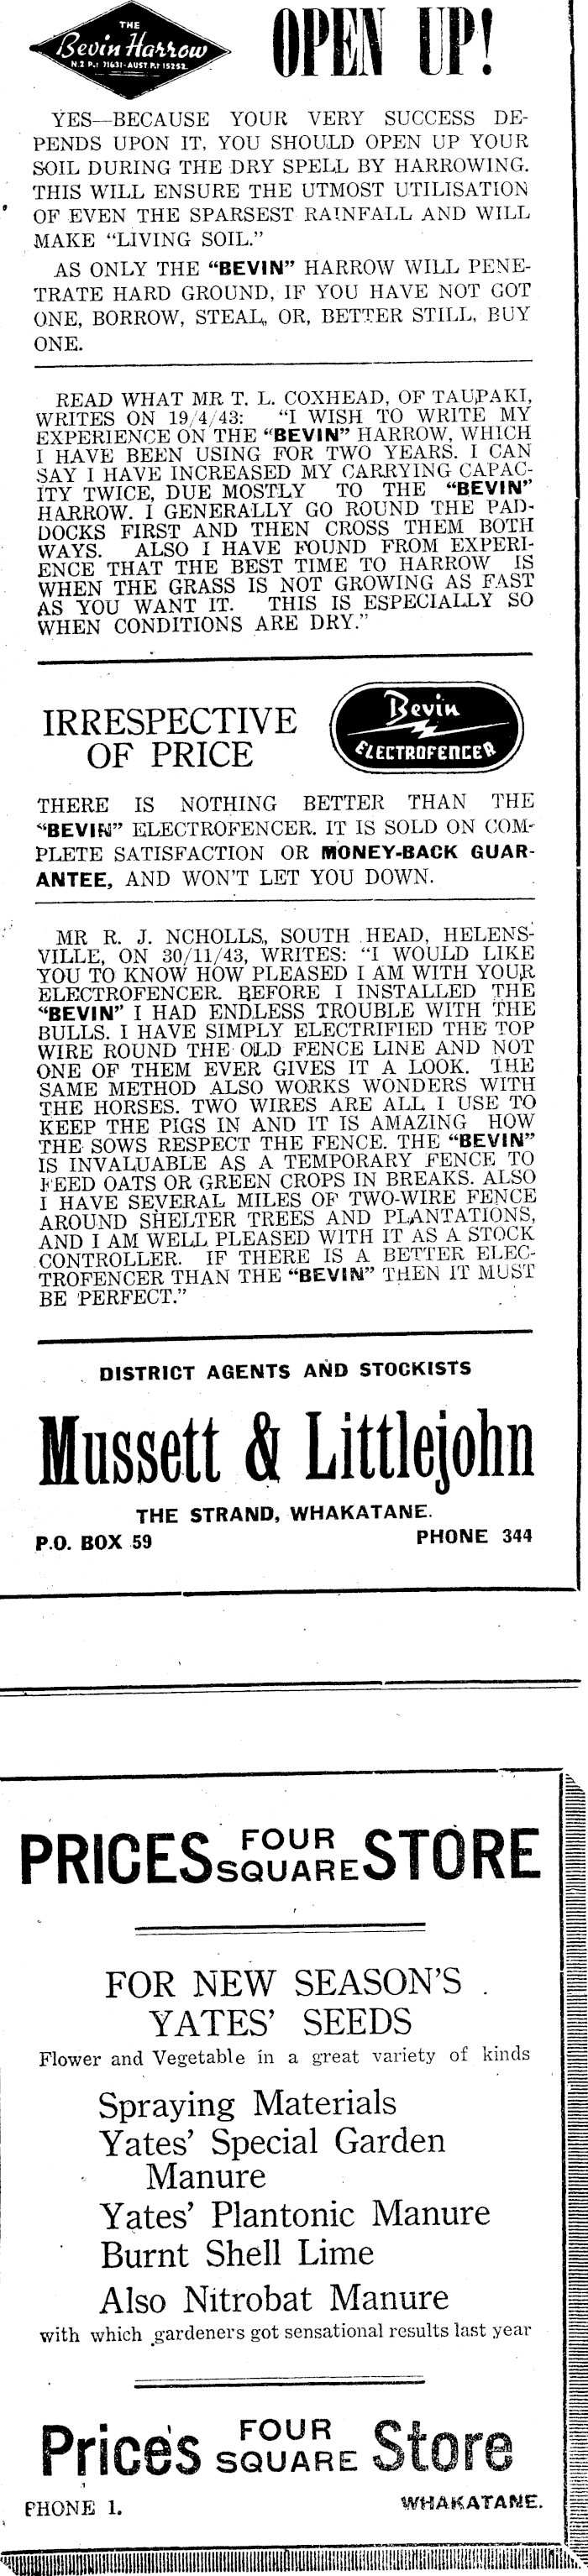 THE
Bevin Harrow
N.Z P.t 71631-AUST P.t 15252.
OPEN UP!
YES—BECAUSE YOUR VERY SUCCESS DE-
PENDS UPON IT, YOU SHOULD OPEN UP YOUR
SOIL DURING THE DRY SPELL BY HARROWING.
THIS WILL ENSURE THE UTMOST UTILISATION
OF EVEN THE SPARSEST RAINFALL AND WILL
MAKE “LIVING SOIL.”
AS ONLY THE “BEVIN” HARROW WILL PENE-
TRATE HARD GROUND, IF YOU HAVE NOT GOT
ONE, BORROW, STEAL, OR, BETTER STILL, BUY
ONE.
READ WHAT MR T. L. COXHEAD, OF TAUPAKI,
WRITES ON 19/4/43: “I WISH TO WRITE MY
EXPERIENCE ON THE “BEVIN” HARROW, WHICH
I HAVE BEEN USING FOR TWO YEARS. I CAN
SAY I HAVE INCREASED MY CARRYING CAPAC-
ITY TWICE, DUE MOSTLY TO THE “BEVIN”
HARROW. I GENERALLY GO ROUND THE PAD-
DOCKS FIRST AND THEN CROSS THEM BOTH
WAYS. ALSO I HAVE FOUND FROM EXPERI-
ENCE THAT THE BEST TIME TO HARROW IS
WHEN THE GRASS IS NOT GROWING AS FAST
AS YOU WANT IT. THIS IS ESPECIALLY SO
WHEN CONDITIONS ARE DRY.”
IRRESPECTIVE
OF PRICE
Bevin
ELECTROFENCER
THERE IS NOTHING BETTER THAN THE
“BEVIN” ELECTROFENCER. IT IS SOLD ON COM-
PLETE SATISFACTION OR MONEY-BACK GUAR-
ANTEE, AND WON'T LET YOU DOWN.
MR R. J. NCHOLLS, SOUTH HEAD, HELENS-
VILLE, ON 30/11/43, WRITES: “I WOULD LIKE
YOU TO KNOW HOW PLEASED I AM WITH YOUR
ELECTROFENCER. BEFORE I INSTALLED THE
“BEVIN” I HAD ENDLESS TROUBLE WITH THE
BULLS. I HAVE SIMPLY ELECTRIFIED THE TOP
WIRE ROUND THE OLD FENCE LINE AND NOT
ONE OF THEM EVER GIVES IT A LOOK. THE
SAME METHOD ALSO WORKS WONDERS WITH
THE HORSES. TWO WIRES ARE ALL I USE TO
KEEP THE PIGS IN AND IT IS AMAZING HOW
THE SOWS RESPECT THE FENCE. THE “BEVIN”
IS INVALUABLE AS A TEMPORARY FENCE TO
FEED OATS OR GREEN CROPS IN BREAKS. ALSO
I HAVE SEVERAL MILES OF TWO-WIRE FENCE
AROUND SHELTER TREES AND PLANTATIONS,
AND I AM WELL PLEASED WITH IT AS A STOCK
CONTROLLER. IF THERE IS A BETTER ELEC-
TROFENCER THAN THE “BEVIN” THEN IT MUST
BE PERFECT.”
DISTRICT AGENTS AND STOCKISTS
Mussett & Littlejohn
THE STRAND, WHAKATANE.
P.O. BOX 59 PHONE 344
PRICES FOUR SQUARE STORE
FOR NEW SEASON'S
YATES' SEEDS
Flower and Vegetable in a great variety of kinds
Spraying Materials
Yates' Special Garden
Manure
Yates' Plantonic Manure
Burnt Shell Lime
Also Nitrobat Manure
with which gardeners got sensational results last year
Price's FOUR SQUARE Store
PHONE 1. WHAKATANE.